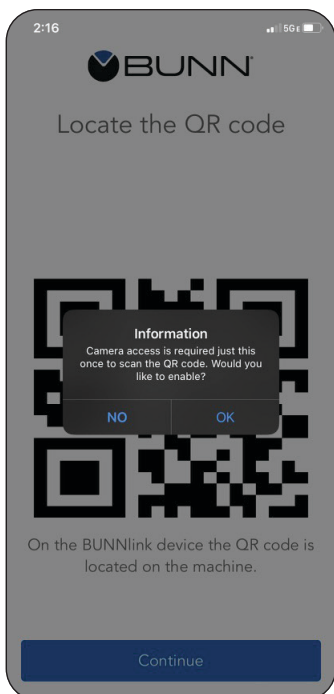 2:16
5GE
BUNN
Locate the QR code
Information
Camera access is required just this
once to scan the QR code. Would you
like to enable?
NO
OK
On the BUNNlink device the QR code is
located on the machine.
Continue